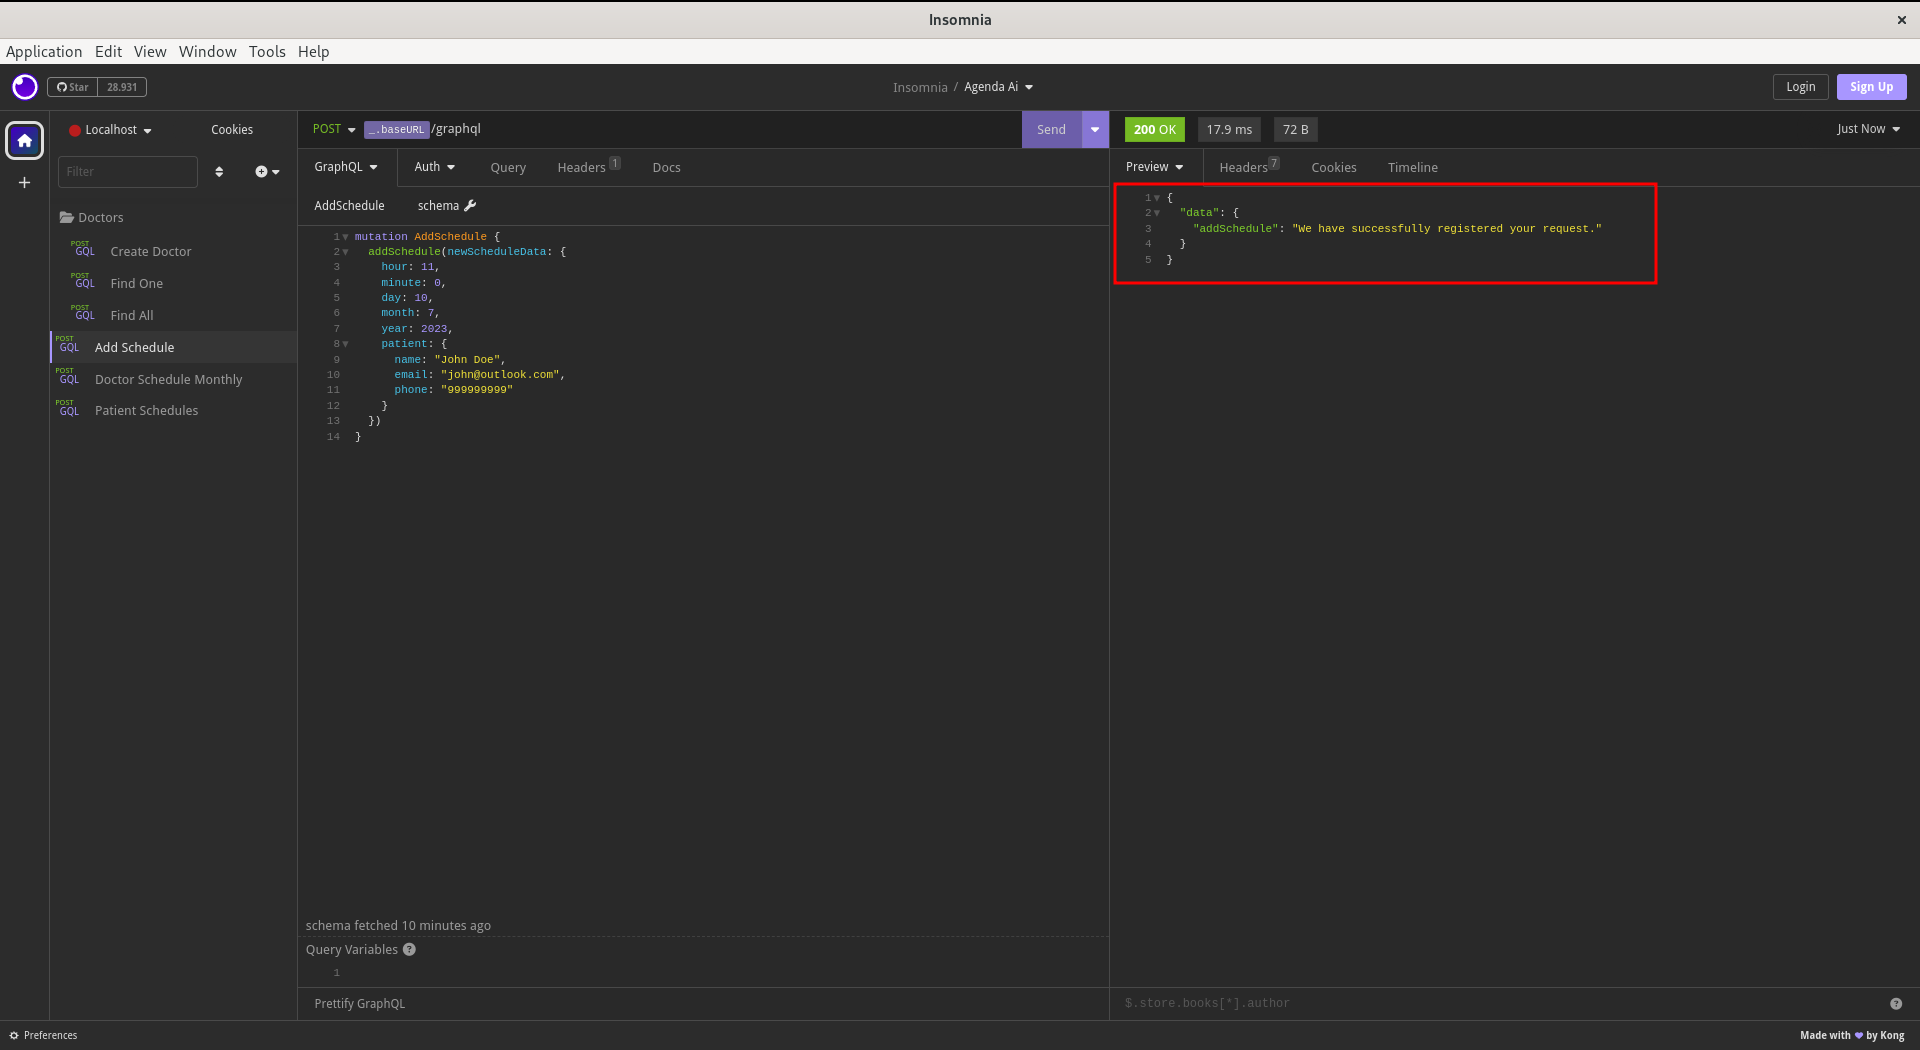 Insomnia
Application Edit View Window Tools Help
Star 28.931
Insomnia / Agenda Ai
Login Sign Up
Localhost Cookies
POST _.baseURL/graphql Send
200 OK 17.9 ms 72 B Just Now
Filter
GraphQL Auth Query Headers 1 Docs
Preview Headers 7 Cookies Timeline
AddSchedule schema
Doctors
POST GQL Create Doctor
POST GQL Find One
POST GQL Find All
POST GQL Add Schedule
POST GQL Doctor Schedule Monthly
POST GQL Patient Schedules
1 mutation AddSchedule {
2 addSchedule(newScheduleData: {
3 hour: 11,
4 minute: 0,
5 day: 10,
6 month: 7,
7 year: 2023,
8 patient: {
9 name: "John Doe",
10 email: "john@outlook.com",
11 phone: "999999999"
12 }
13 })
14 }
1 {
2 "data": {
3 "addSchedule": "We have successfully registered your request."
4 }
5 }
schema fetched 10 minutes ago
Query Variables ?
1
Prettify GraphQL
$.store.books[*].author ?
Preferences
Made with by Kong